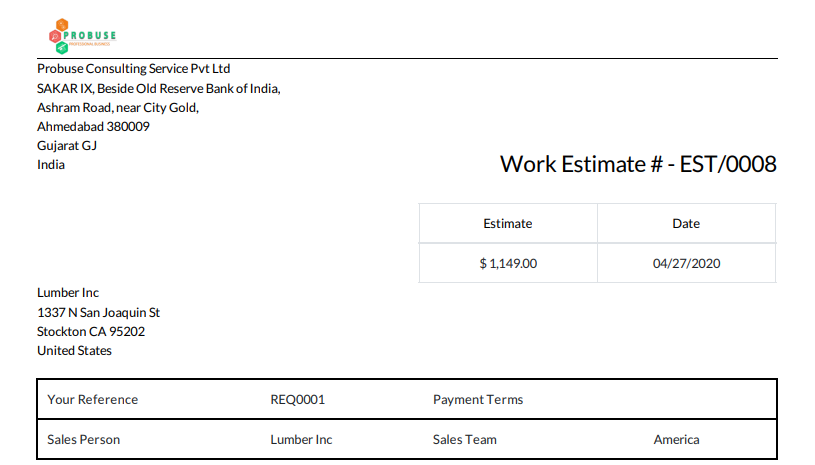 PROBUSE
Probuse Consulting Service Pvt Ltd
SAKAR IX, Beside Old Reserve Bank of India,
Ashram Road, near City Gold,
Ahmedabad 380009
Gujarat GJ
India
Work Estimate # - EST/0008
Estimate Date
$ 1,149.00 04/27/2020
Lumber Inc
1337 N San Joaquin St
Stockton CA 95202
United States
Your Reference REQ0001 Payment Terms
Sales Person Lumber Inc Sales Team America